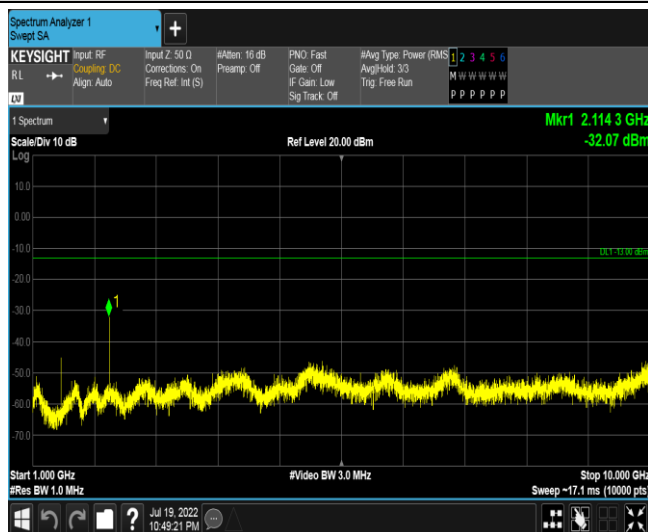 Spectrum Analyzer 1
Swept SA
+
KEYSIGHT Input: RF Input Z: 50 Ω #Atten: 16 dB PNO: Fast #Avg Type: Power (RMS 1 2 3 4 5 6
RL Coupling: DC Corrections: On Preamp: Off Gate: Off Avg|Hold: 3/3 M W W W W W
Align: Auto Freq Ref: Int (S) IF Gain: Low Trig: Free Run
Sig Track: Off P P P P P P
LXI
1 Spectrum Mkr1 2.114 3 GHz
Scale/Div 10 dB Ref Level 20.00 dBm -32.07 dBm
Log
10.0
0.00
-10.0
DL1 -13.00 dBm
-20.0
-30.0
1
-40.0
-50.0
-60.0
-70.0
Start 1.000 GHz #Video BW 3.0 MHz Stop 10.000 GHz
#Res BW 1.0 MHz Sweep ~17.1 ms (10000 pts)
? Jul 19, 2022
10:49:21 PM